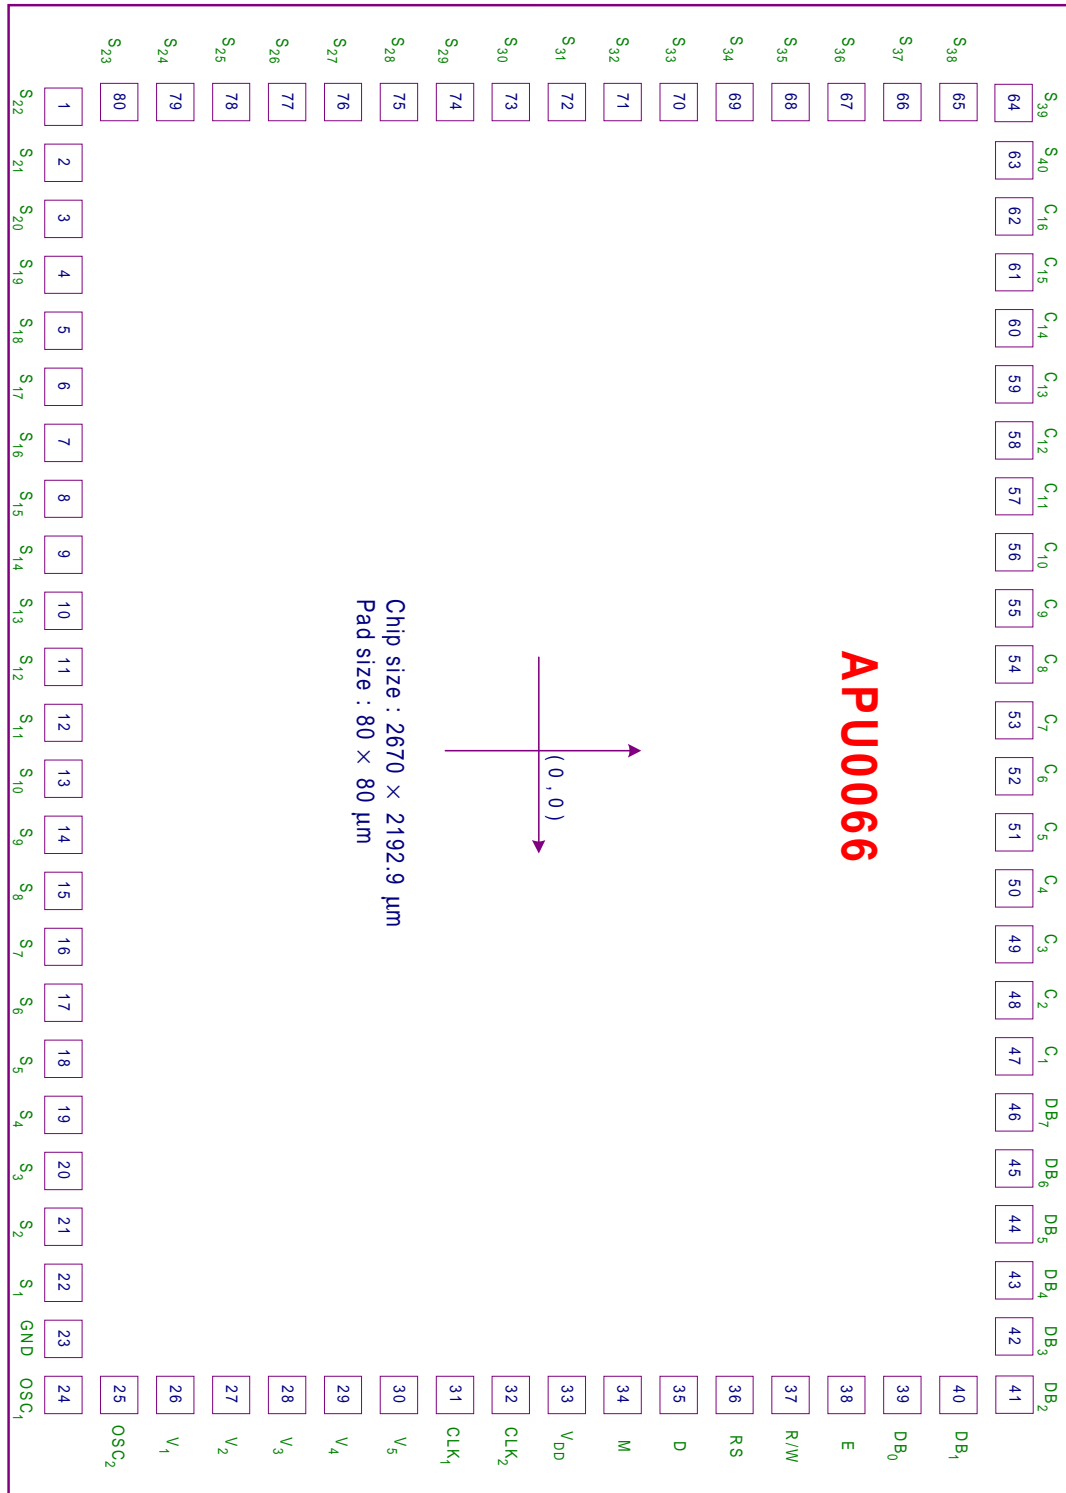 S39 S40 C16 C15 C14 C13 C12 C11 C10 C9 C8 C7 C6 C5 C4 C3 C2 C1 DB7 DB6 DB5 DB4 DB3 DB2
64 63 62 61 60 59 58 57 56 55 54 53 52 51 50 49 48 47 46 45 44 43 42 41
S38 65 40 DB1
S37 66 39 DB0
S36 67 38 E
APU0066
S35 68 37 R/W
S34 69 36 RS
S33 70 35 D
S32 71 34 M
S31 72 33 VDD
(0,0)
S30 73 32 CLK2
S29 74 31 CLK1
S28 75 30 V5
Chip size : 2670 × 2192.9 μm
Pad size : 80 × 80 μm
S27 76 29 V4
S26 77 28 V3
S25 78 27 V2
S24 79 26 V1
S23 80 25 OSC2
1 2 3 4 5 6 7 8 9 10 11 12 13 14 15 16 17 18 19 20 21 22 23 24
S22 S21 S20 S19 S18 S17 S16 S15 S14 S13 S12 S11 S10 S9 S8 S7 S6 S5 S4 S3 S2 S1 GND OSC1